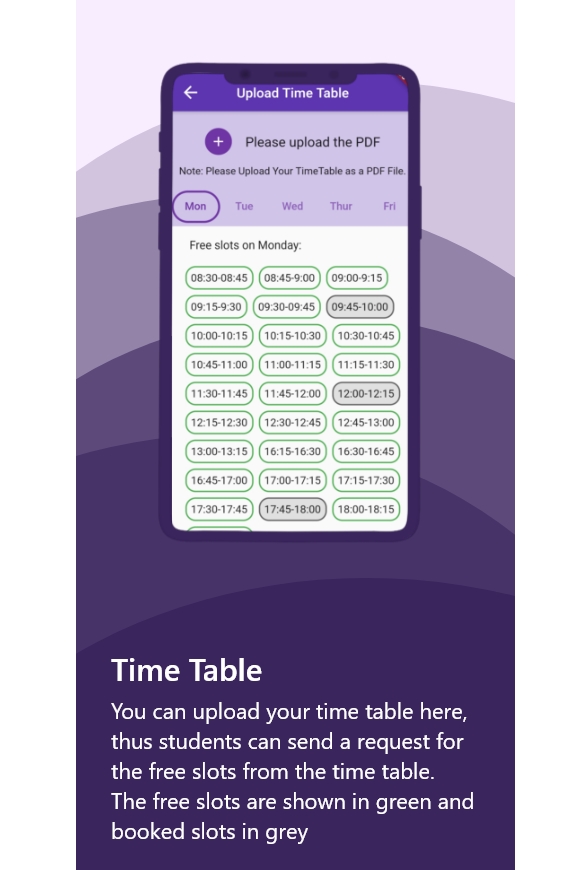 Upload Time Table
+
Please upload the PDF
Note: Please Upload Your TimeTable as a PDF File.
Mon Tue Wed Thur Fri
Free slots on Monday:
08:30-08:45 08:45-9:00 09:00-9:15
09:15-9:30 09:30-09:45 09:45-10:00
10:00-10:15 10:15-10:30 10:30-10:45
10:45-11:00 11:00-11:15 11:15-11:30
11:30-11:45 11:45-12:00 12:00-12:15
12:15-12:30 12:30-12:45 12:45-13:00
13:00-13:15 16:15-16:30 16:30-16:45
16:45-17:00 17:00-17:15 17:15-17:30
17:30-17:45 17:45-18:00 18:00-18:15
Time Table
You can upload your time table here,
thus students can send a request for
the free slots from the time table.
The free slots are shown in green and
booked slots in grey